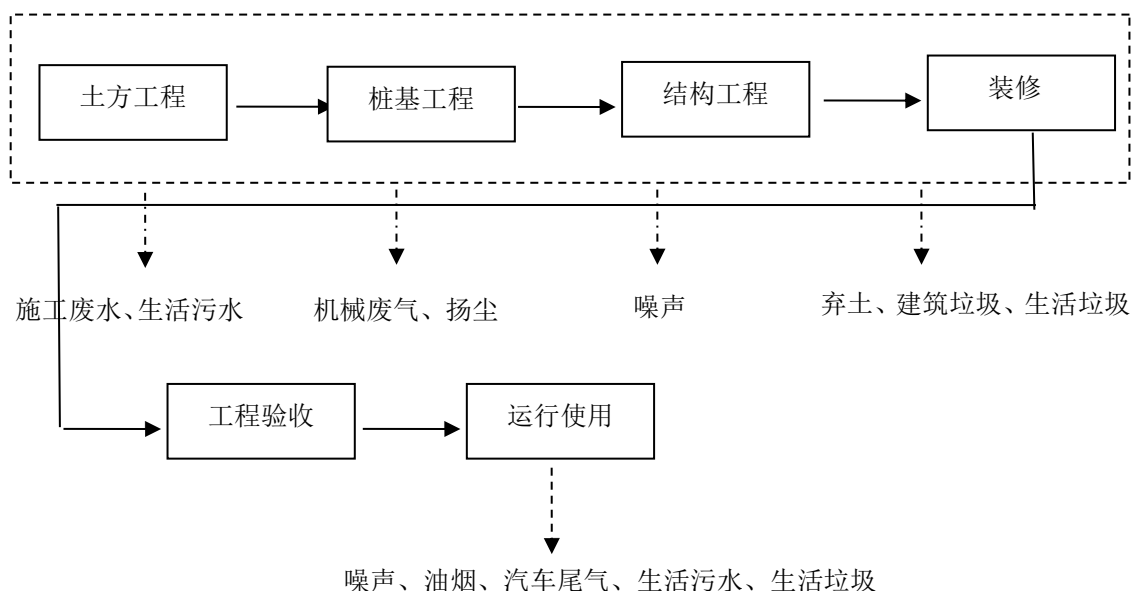 土方工程
桩基工程
结构工程
装修
施工废水、生活污水
机械废气、扬尘
噪声
弃土、建筑垃圾、生活垃圾
工程验收
运行使用
噪声、油烟、汽车尾气、生活污水、生活垃圾